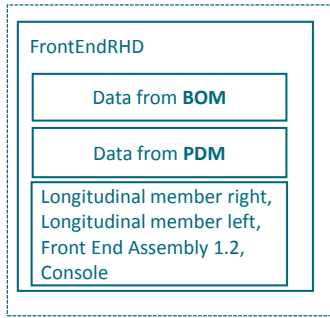 FrontEndRHD
Data from BOM
Data from PDM
Longitudinal member right,
Longitudinal member left,
Front End Assembly 1.2,
Console